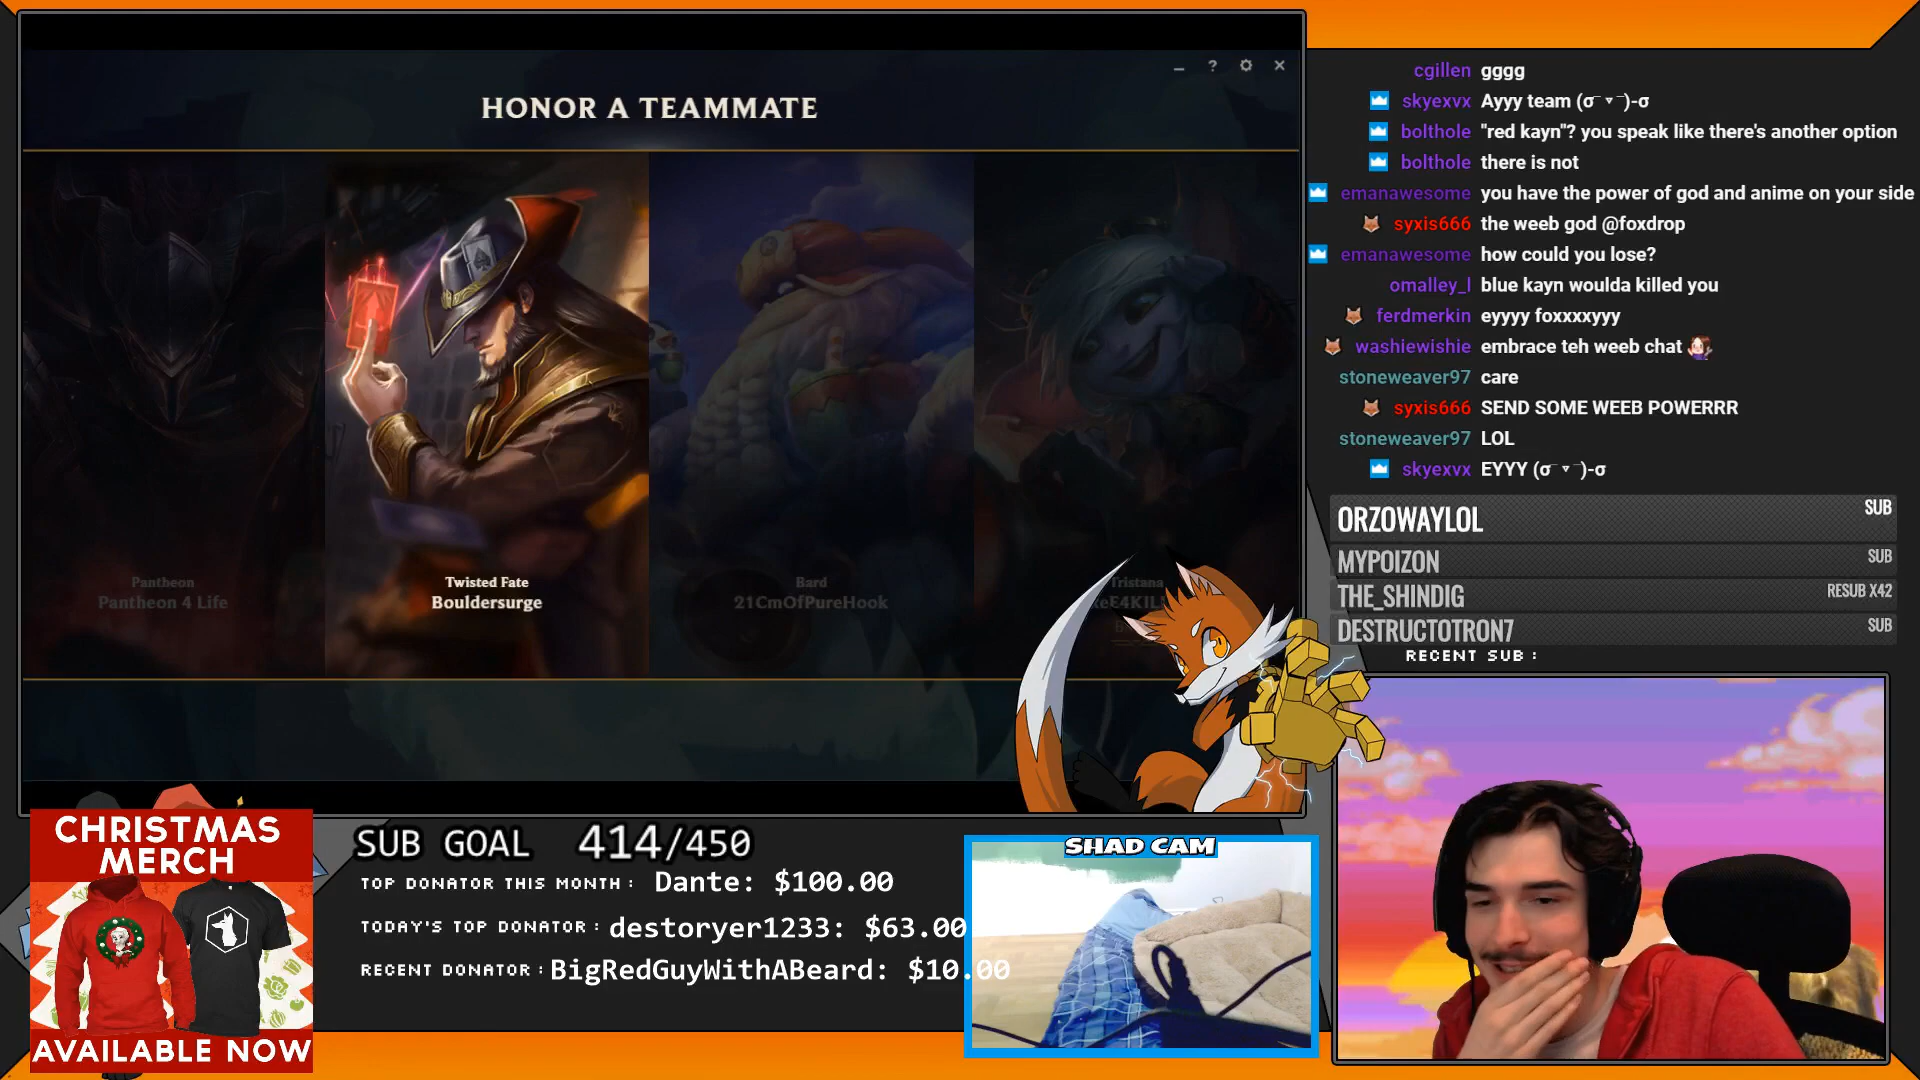 HONOR A TEAMMATE
Pantheon
Pantheon 4 Life
Twisted Fate
Bouldersurge
Bard
21CmOfPureHook
Tristana
cgillen gggg
skyexvx Ayyy team (σ¯▿¯)-σ
bolthole "red kayn"? you speak like there's another option
bolthole there is not
emanawesome you have the power of god and anime on your side
syxis666 the weeb god @foxdrop
emanawesome how could you lose?
omalley_l blue kayn woulda killed you
ferdmerkin eyyyy foxxxxyyy
washiewishie embrace teh weeb chat
stoneweaver97 care
syxis666 SEND SOME WEEB POWERRR
stoneweaver97 LOL
skyexvx EYYY (σ¯▿¯)-σ
ORZOWAYLOL SUB
MYPOIZON SUB
THE_SHINDIG RESUB X42
DESTRUCTOTRON7 SUB
RECENT SUB :
CHRISTMAS
MERCH
AVAILABLE NOW
SUB GOAL 414/450
TOP DONATOR THIS MONTH : Dante: $100.00
TODAY'S TOP DONATOR : destoryer1233: $63.00
RECENT DONATOR : BigRedGuyWithABeard: $10.00
SHAD CAM